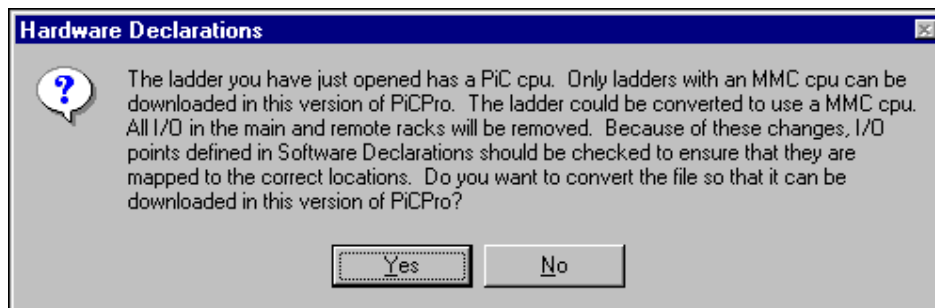 Hardware Declarations
?
The ladder you have just opened has a PiC cpu. Only ladders with an MMC cpu can be
downloaded in this version of PiCPro. The ladder could be converted to use a MMC cpu.
All I/O in the main and remote racks will be removed. Because of these changes, I/O
points defined in Software Declarations should be checked to ensure that they are
mapped to the correct locations. Do you want to convert the file so that it can be
downloaded in this version of PiCPro?
Yes No